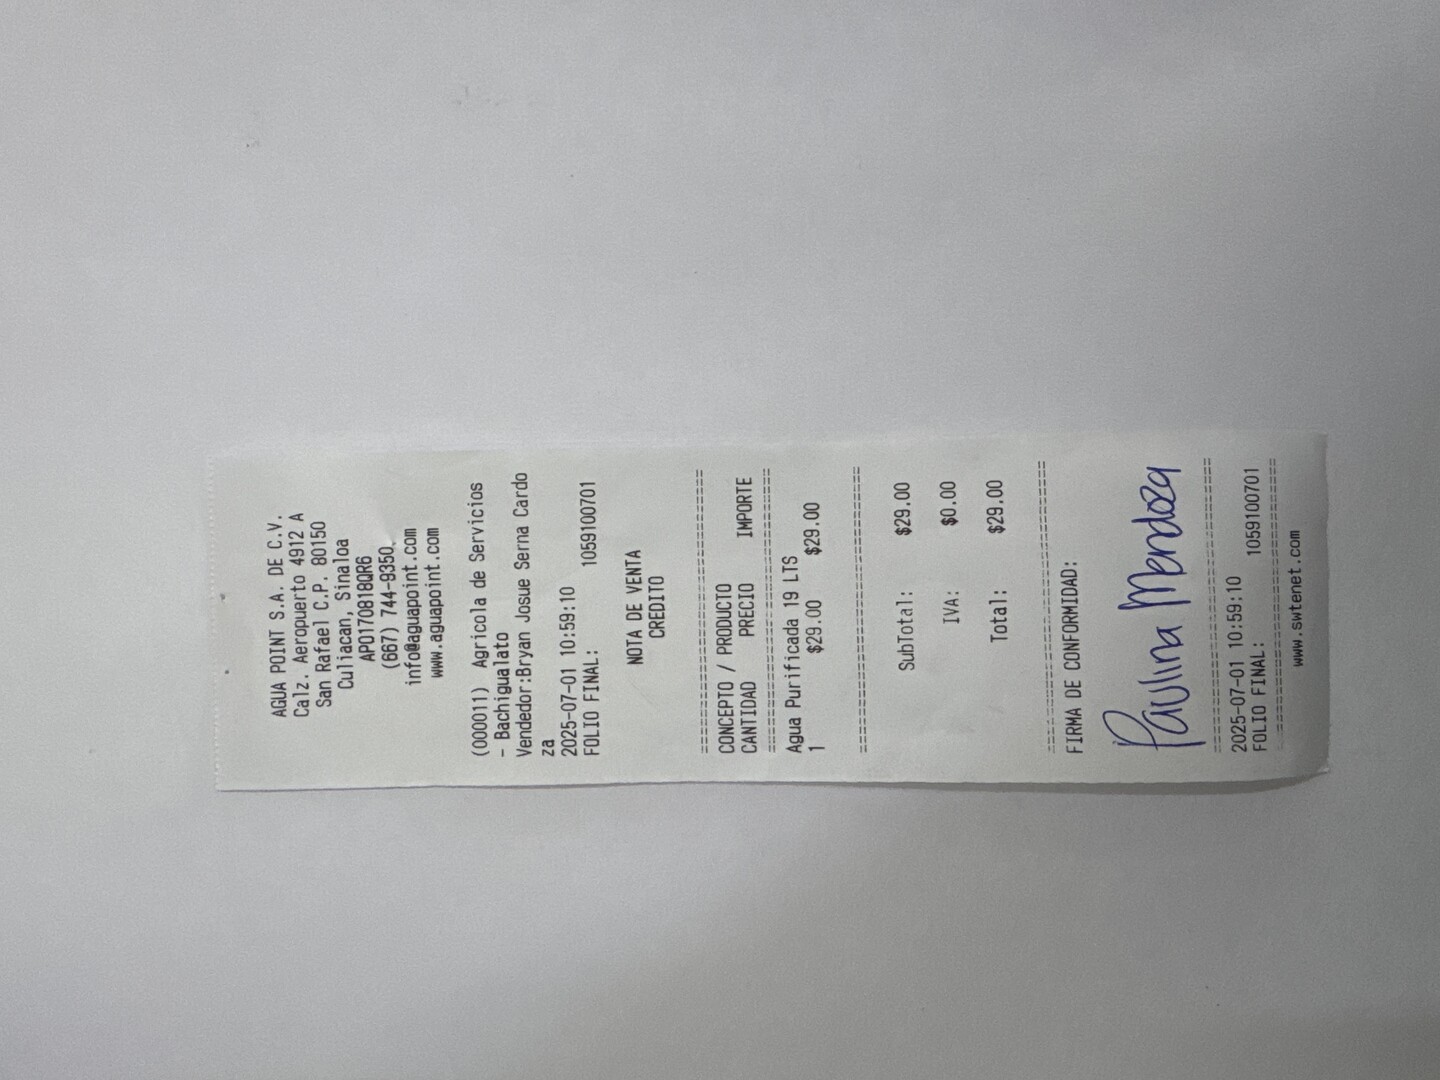 AGUA POINT S.A. DE C.V.
Calz. Aeropuerto 4912 A
San Rafael C.P. 80150
Culiacan, Sinaloa
APO170818QR6
(667) 744-9350
info@aguapoint.com
www.aguapoint.com
(000011) Agricola de Servicios
- Bachigualato
Vendedor:Bryan Josue Serna Cardo
za
2025-07-01 10:59:10
FOLIO FINAL: 1059100701
NOTA DE VENTA
CREDITO
================================
CONCEPTO / PRODUCTO
CANTIDAD PRECIO IMPORTE
================================
Agua Purificada 19 LTS
1 $29.00 $29.00
================================
SubTotal: $29.00
IVA: $0.00
Total: $29.00
================================
FIRMA DE CONFORMIDAD:
Paulina Mendoza
================================
2025-07-01 10:59:10
FOLIO FINAL: 1059100701
================================
www.swtenet.com